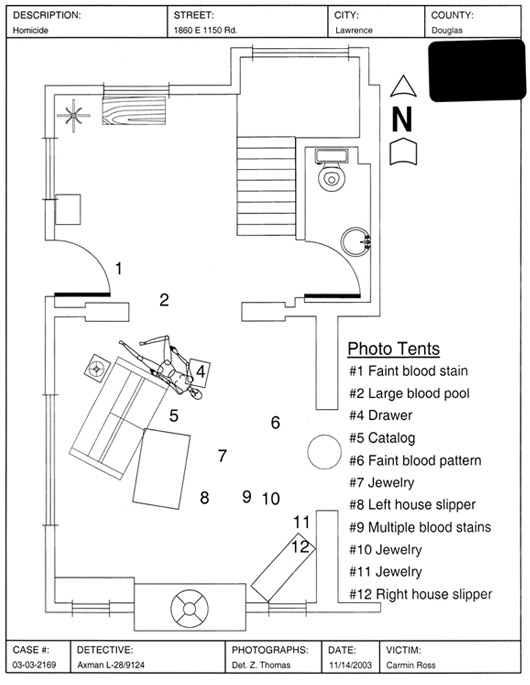 DESCRIPTION: STREET: CITY: COUNTY:
Homicide 1860 E 1150 Rd. Lawrence Douglas
N
1
2
4
5
6
7
8 9 10
11
12
Photo Tents
#1 Faint blood stain
#2 Large blood pool
#4 Drawer
#5 Catalog
#6 Faint blood pattern
#7 Jewelry
#8 Left house slipper
#9 Multiple blood stains
#10 Jewelry
#11 Jewelry
#12 Right house slipper
CASE #: DETECTIVE: PHOTOGRAPHS: DATE: VICTIM:
03-03-2169 Axman L-28/9124 Det. Z. Thomas 11/14/2003 Carmin Ross